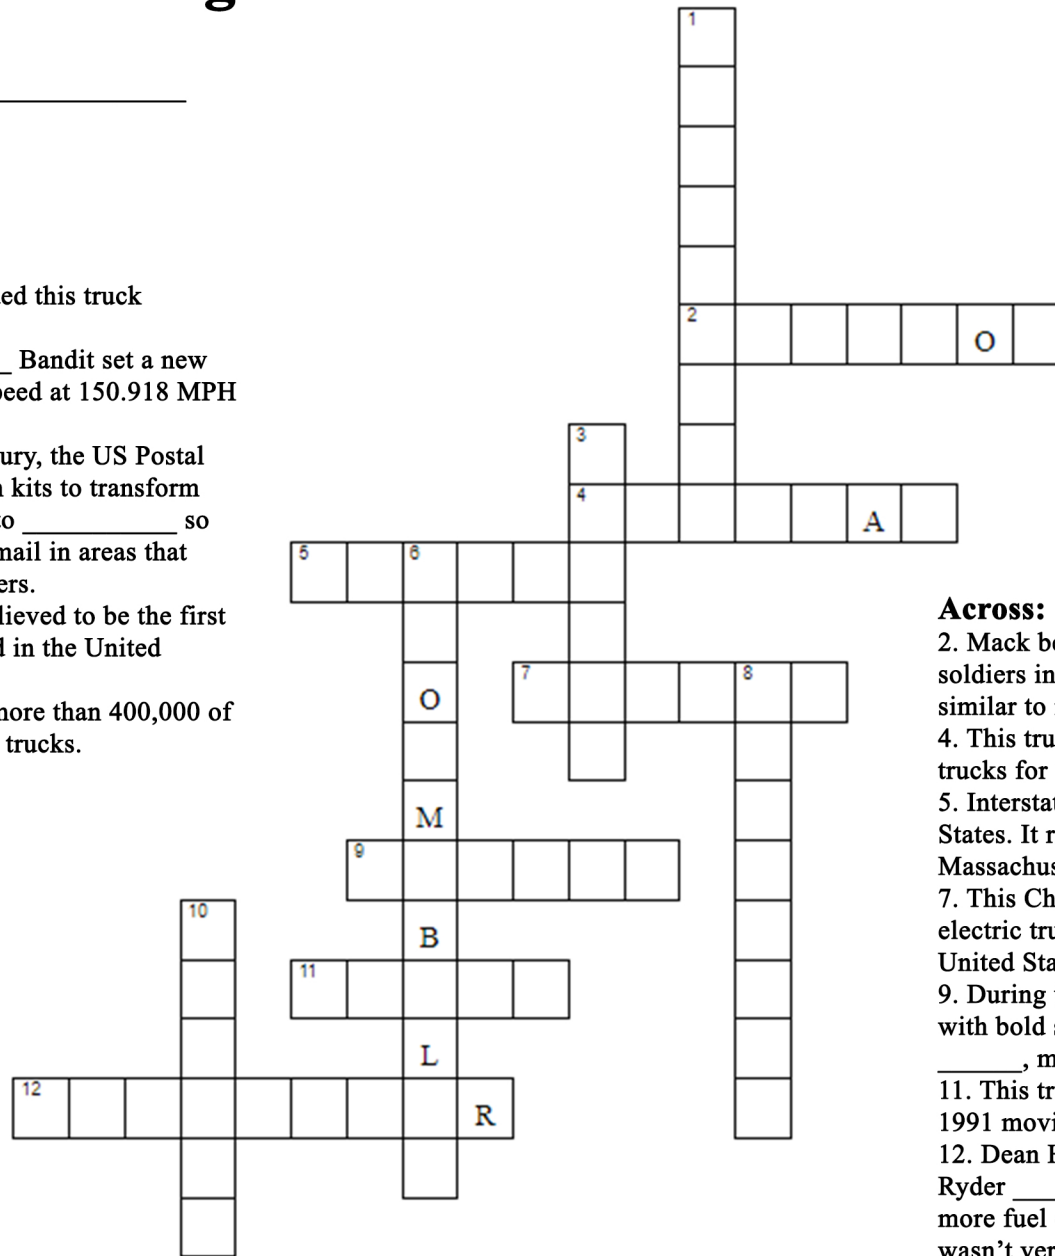 g
1
2
O
ed this truck
_ Bandit set a new
peed at 150.918 MPH
3
ury, the US Postal
n kits to transform
to ___________ so
4
A
mail in areas that
5
6
ers.
lieved to be the first
d in the United
Across:
2. Mack be
soldiers in
7
8
O
similar to
more than 400,000 of
trucks.
4. This tru
trucks for
5. Interstat
M
States. It r
9
Massachus
7. This Ch
10
electric tru
B
United Sta
11
9. During
with bold s
L
______, m
12
R
11. This tr
1991 movi
12. Dean
Ryder ___
more fuel
wasn’t ver